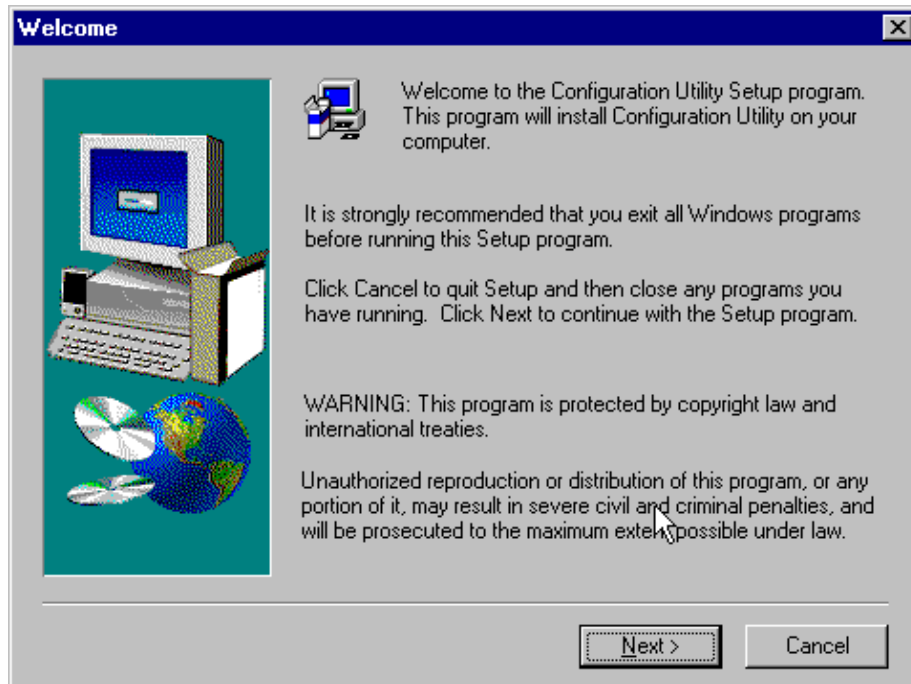 Welcome
Welcome to the Configuration Utility Setup program.
This program will install Configuration Utility on your
computer.
It is strongly recommended that you exit all Windows programs
before running this Setup program.
Click Cancel to quit Setup and then close any programs you
have running.  Click Next to continue with the Setup program.
WARNING: This program is protected by copyright law and
international treaties.
Unauthorized reproduction or distribution of this program, or any
portion of it, may result in severe civil and criminal penalties, and
will be prosecuted to the maximum extent possible under law.
Next >
Cancel